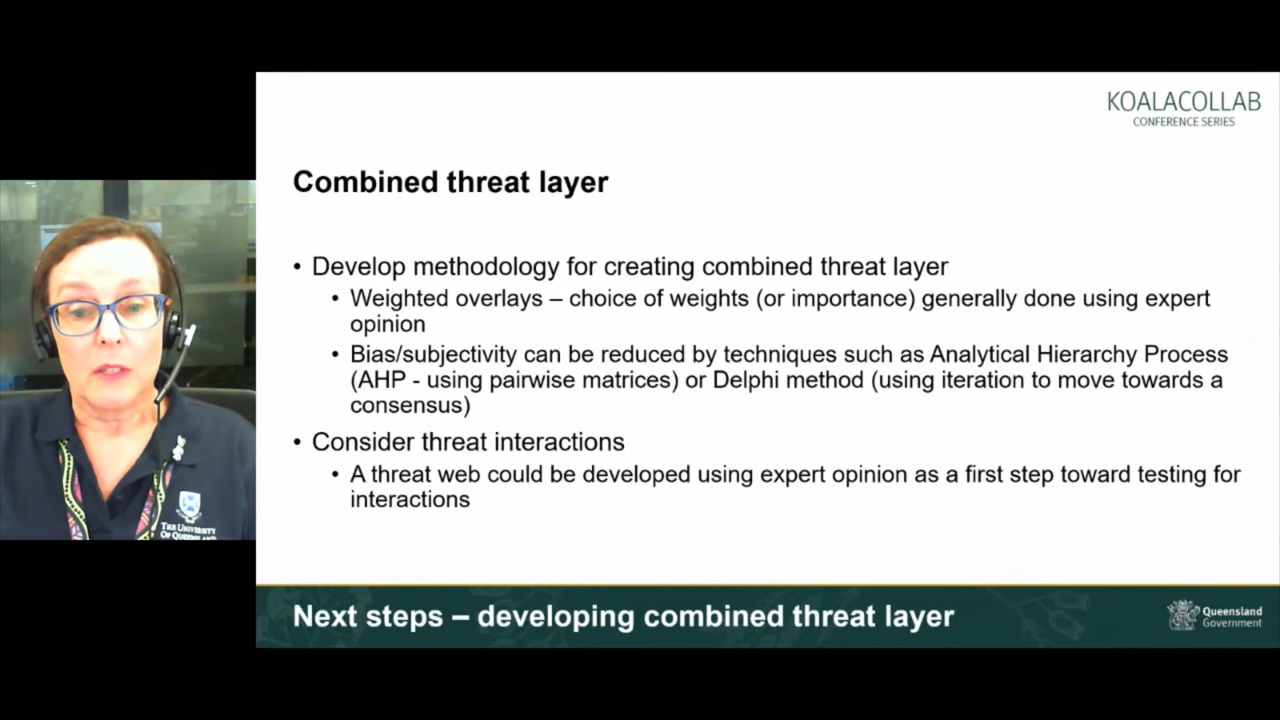 KOALACOLLAB
CONFERENCE SERIES
Combined threat layer
• Develop methodology for creating combined threat layer
• Weighted overlays – choice of weights (or importance) generally done using expert
opinion
• Bias/subjectivity can be reduced by techniques such as Analytical Hierarchy Process
(AHP - using pairwise matrices) or Delphi method (using iteration to move towards a
consensus)
• Consider threat interactions
• A threat web could be developed using expert opinion as a first step toward testing for
interactions
THE UNIVERSITY
OF QUEENSLAND
Next steps – developing combined threat layer
Queensland
Government